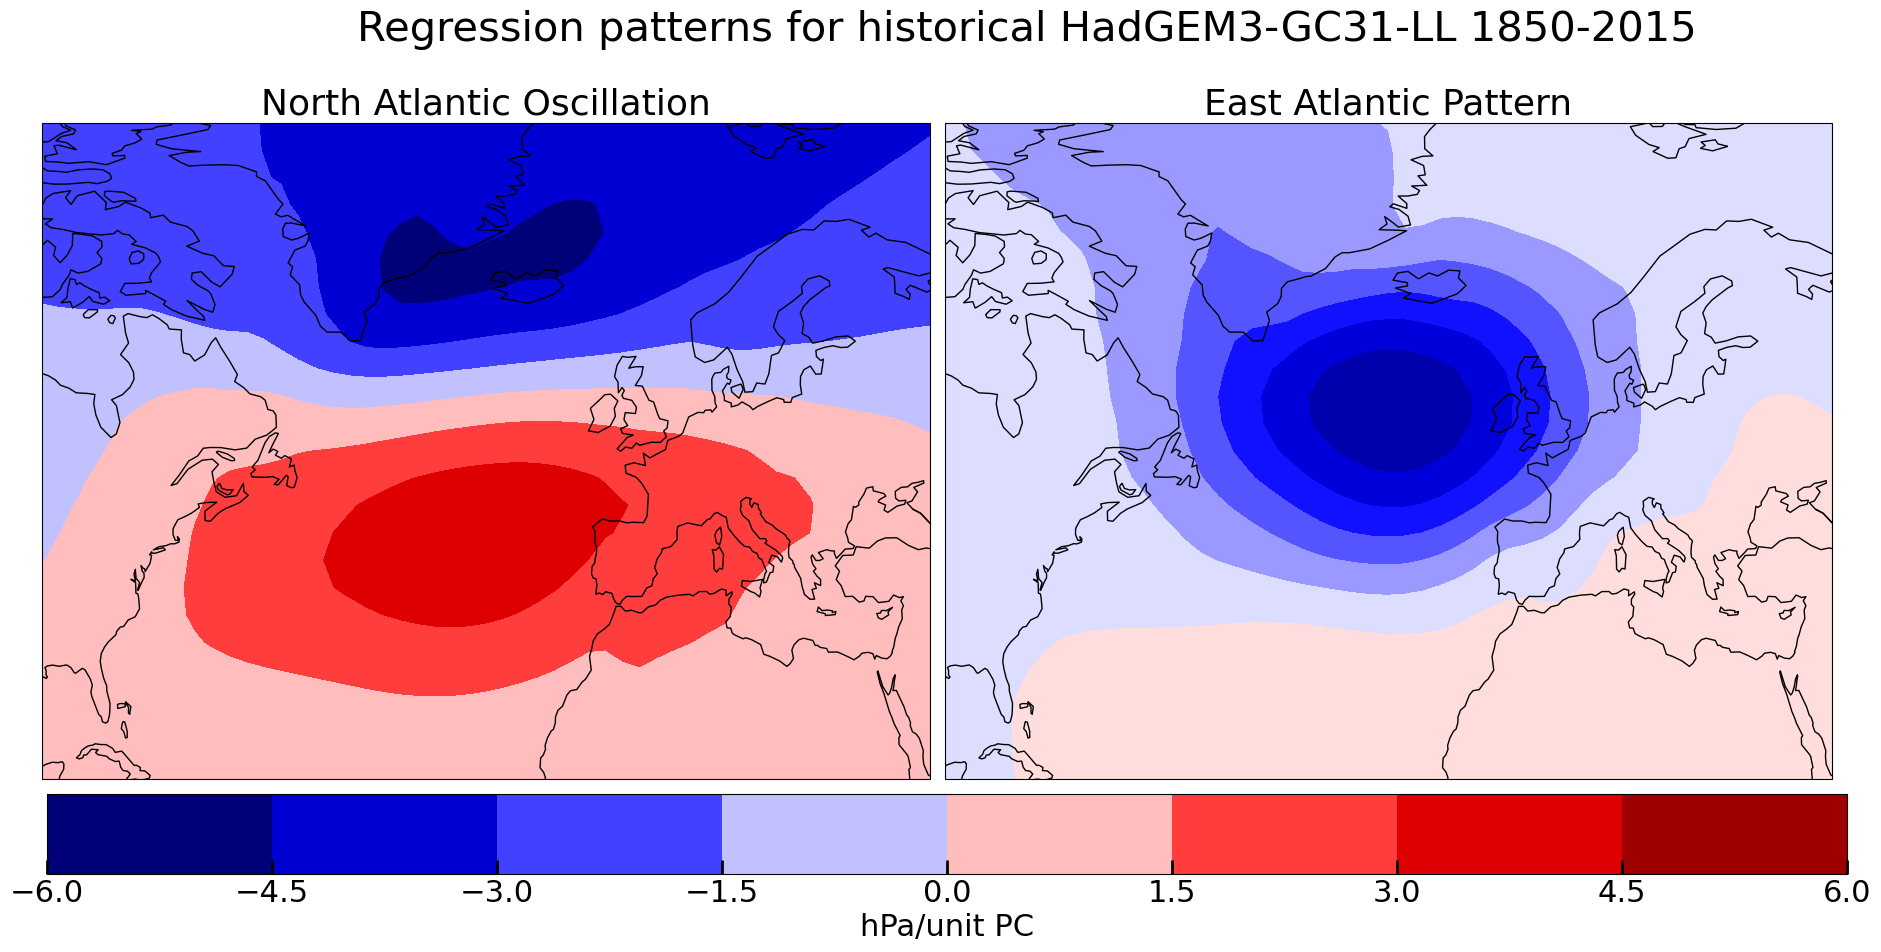 Regression patterns for historical HadGEM3-GC31-LL 1850-2015
North Atlantic Oscillation
East Atlantic Pattern
−6.0 −4.5 −3.0 −1.5 0.0 1.5 3.0 4.5 6.0
hPa/unit PC